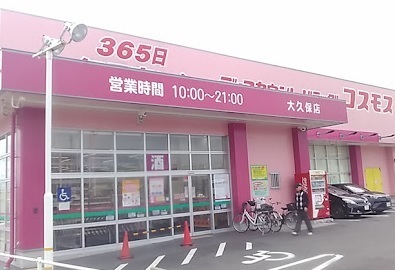 365日
ディスカウントドラッグ コスモス
営業時間 10:00～21:00 大久保店
酒